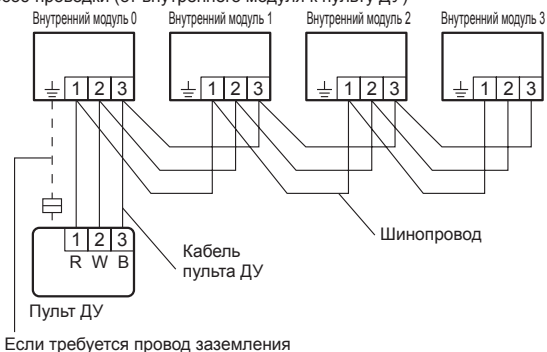 Внутренний модуль 0 Внутренний модуль 1 Внутренний модуль 2 Внутренний модуль 3
1 2 3 1 2 3 1 2 3 1 2 3
1 2 3
R W B
Кабель
пульта ДУ
Шинопровод
Пульт ДУ
Если требуется провод заземления